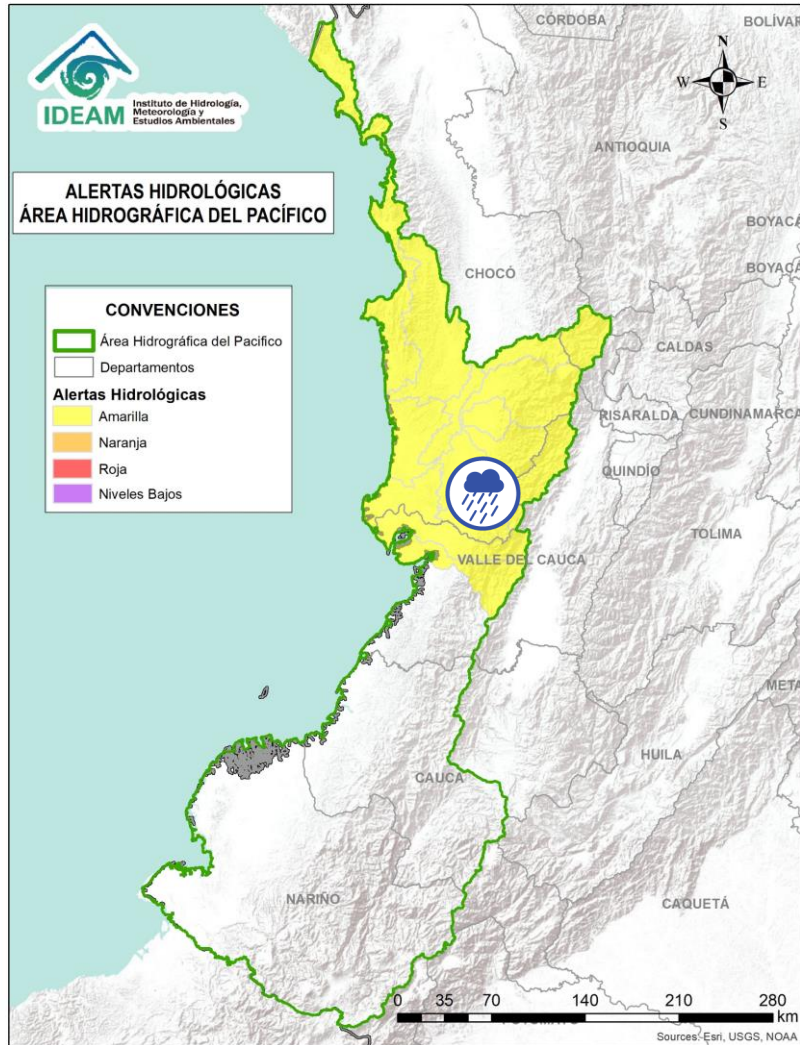 CÓRDOBA
BOLÍVAR
N
W E
S
IDEAM
Instituto de Hidrología,
Meteorología y
Estudios Ambientales
ANTIOQUIA
ALERTAS HIDROLÓGICAS
ÁREA HIDROGRÁFICA DEL PACÍFICO
BOYACÁ
BOYACÁ
CHOCÓ
CONVENCIONES
Área Hidrográfica del Pacifico
Departamentos
Alertas Hidrológicas
Amarilla
Naranja
Roja
Niveles Bajos
CALDAS
RISARALDA
CUNDINAMARCA
QUINDÍO
TOLIMA
VALLE DEL CAUCA
META
HUILA
CAUCA
NARIÑO
CAQUETÁ
0 35 70 140 210 280
km
Sources: Esri, USGS, NOAA